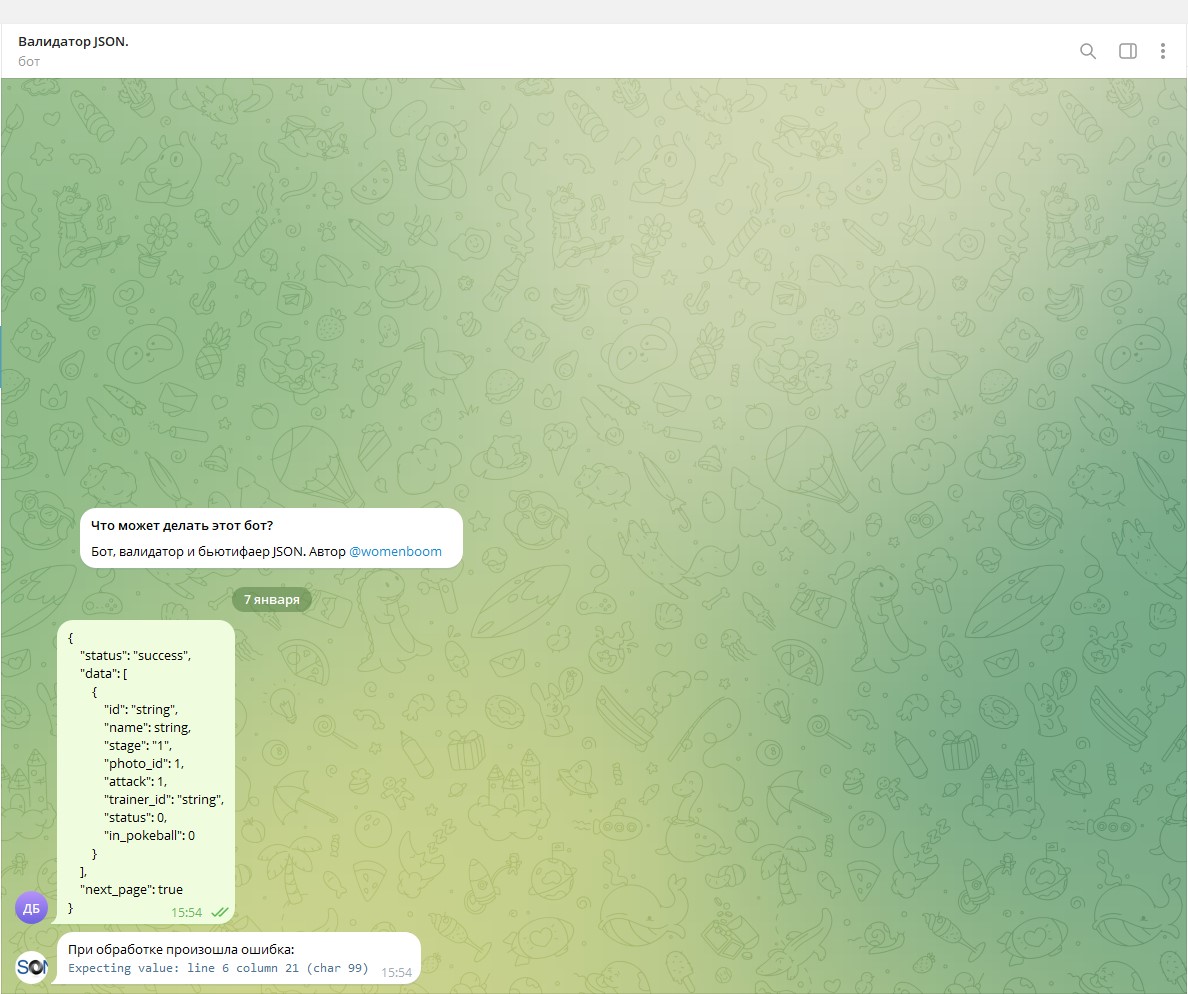 Валидатор JSON.
бот
Что может делать этот бот?
Бот, валидатор и бьютифаер JSON. Автор @womenboom
7 января
{
"status": "success",
"data": [
{
"id": "string",
"name": string,
"stage": "1",
"photo_id": 1,
"attack": 1,
"trainer_id": "string",
"status": 0,
"in_pokeball": 0
}
],
"next_page": true
}
15:54
ДБ
При обработке произошла ошибка:
Expecting value: line 6 column 21 (char 99)
15:54
SON